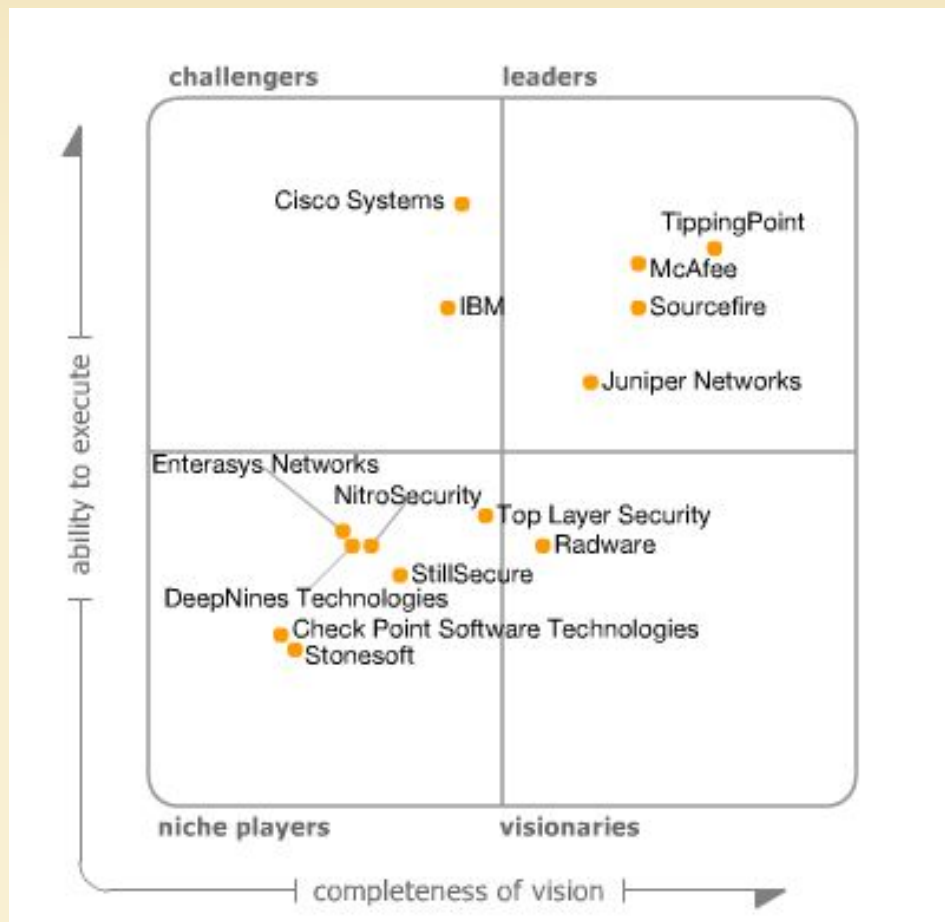 challengers
leaders
Cisco Systems
TippingPoint
McAfee
IBM
Sourcefire
Juniper Networks
ability to execute
Enterasys Networks
NitroSecurity
Top Layer Security
Radware
StillSecure
DeepNines Technologies
Check Point Software Technologies
Stonesoft
niche players
visionaries
completeness of vision